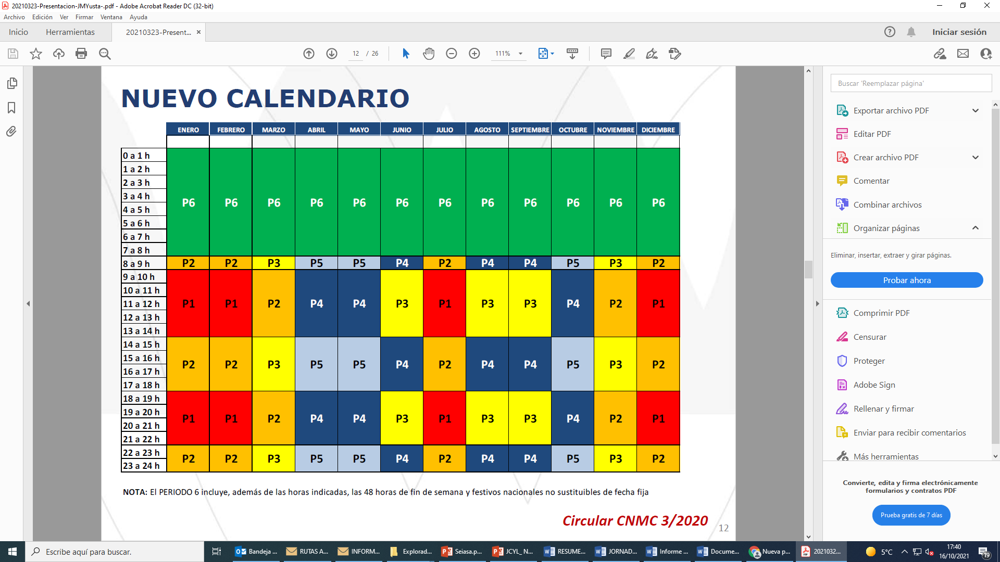 20210323-Presentacion-JMYusta-.pdf - Adobe Acrobat Reader DC (32-bit)
Archivo Edición Ver Firmar Ventana Ayuda
Inicio Herramientas 20210323-Present... ×
Iniciar sesión
12 / 26 111%
NUEVO CALENDARIO
ENERO FEBRERO MARZO ABRIL MAYO JUNIO JULIO AGOSTO SEPTIEMBRE OCTUBRE NOVIEMBRE DICIEMBRE
0 a 1 h
1 a 2 h
2 a 3 h
3 a 4 h
P6 P6 P6 P6 P6 P6 P6 P6 P6 P6 P6 P6
4 a 5 h
5 a 6 h
6 a 7 h
7 a 8 h
8 a 9 h P2 P2 P3 P5 P5 P4 P2 P4 P4 P5 P3 P2
9 a 10 h
10 a 11 h
11 a 12 h P1 P1 P2 P4 P4 P3 P1 P3 P3 P4 P2 P1
12 a 13 h
13 a 14 h
14 a 15 h
15 a 16 h
P2 P2 P3 P5 P5 P4 P2 P4 P4 P5 P3 P2
16 a 17 h
17 a 18 h
18 a 19 h
19 a 20 h
P1 P1 P2 P4 P4 P3 P1 P3 P3 P4 P2 P1
20 a 21 h
21 a 22 h
22 a 23 h
P2 P2 P3 P5 P5 P4 P2 P4 P4 P5 P3 P2
23 a 24 h
NOTA: El PERIODO 6 incluye, además de las horas indicadas, las 48 horas de fin de semana y festivos nacionales no sustituibles de fecha fija
Circular CNMC 3/2020
12
Buscar 'Reemplazar página'
Exportar archivo PDF
Editar PDF
Crear archivo PDF
Comentar
Combinar archivos
Organizar páginas
Eliminar, insertar, extraer y girar páginas.
Probar ahora
Comprimir PDF
Censurar
Proteger
Adobe Sign
Rellenar y firmar
Enviar para recibir comentarios
Más herramientas
Convierte, edita y firma electrónicamente
formularios y contratos PDF
Prueba gratis de 7 días
Escribe aquí para buscar.
Bandeja ... RUTAS A... INFORM... Explorad... Seiasa.p... JCYL_ N... RESUME... JORNAD... Informe ... Docume... Nueva p... 2021032...
5°C
17:40
16/10/2021
19